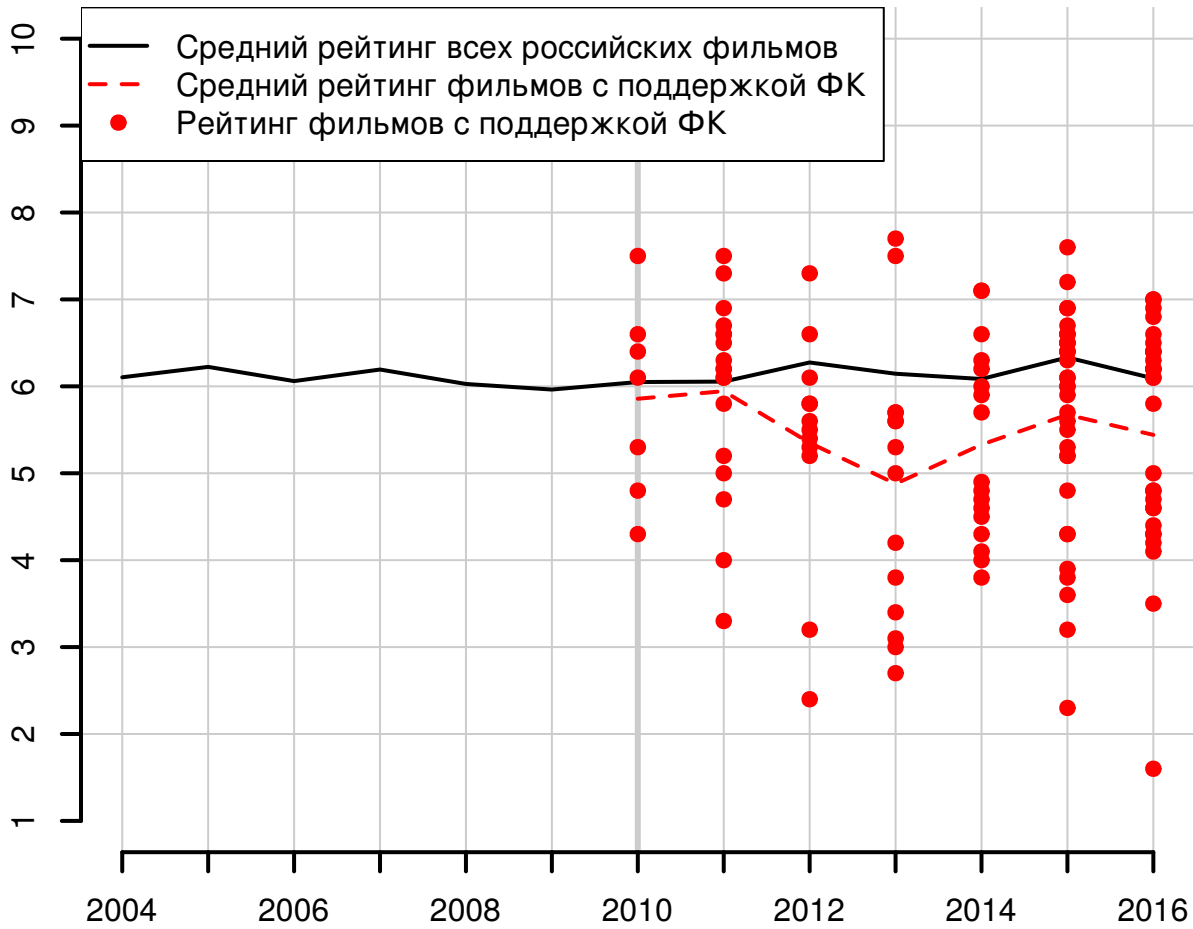 Средний рейтинг всех российских фильмов
Средний рейтинг фильмов с поддержкой ФК
Рейтинг фильмов с поддержкой ФК
10
9
8
7
6
5
4
3
2
1
2004 2006 2008 2010 2012 2014 2016